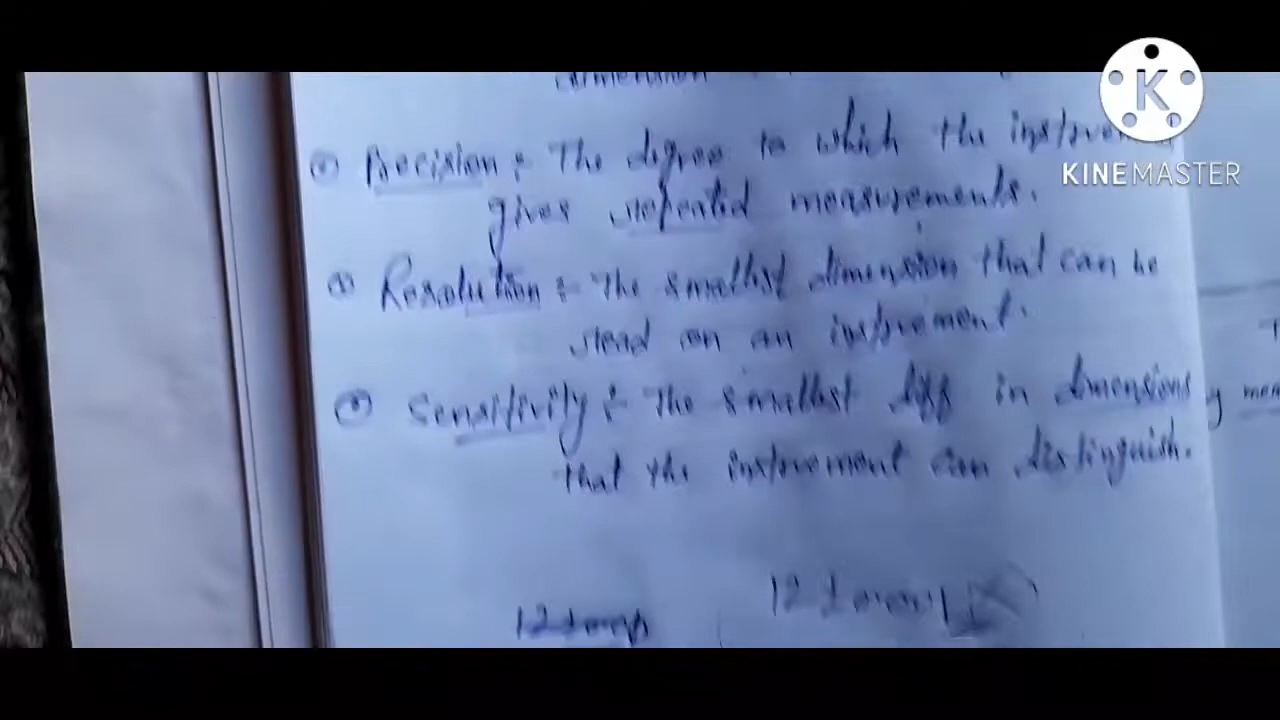 dimension
Precision :- The degree to which the
gives repeated measurements.
Resolution :- The smallest dimension that can be
read on an instrument.
Sensitivity :- The smallest diff in dimensions
that the instrument can distinguish.
KINEMASTER